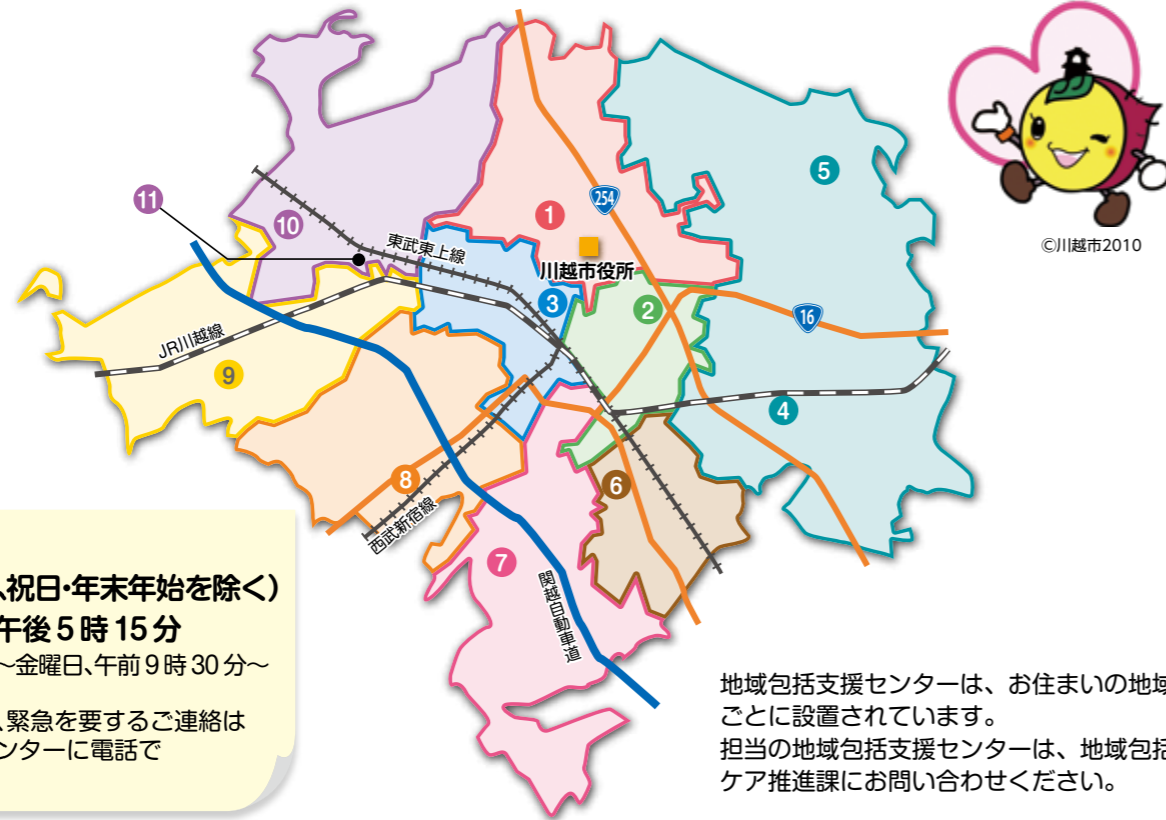 5
11
254
10
1
©川越市2010
東武東上線
川越市役所
3
2
16
JR川越線
9
4
8
6
西武新宿線
7
関越自動車道
、祝日・年末年始を除く）
午後５時15分
～金曜日、午前９時30分～
、緊急を要するご連絡は
ンターに電話で
地域包括支援センターは、お住まいの地域
ごとに設置されています。
担当の地域包括支援センターは、地域包括
ケア推進課にお問い合わせください。